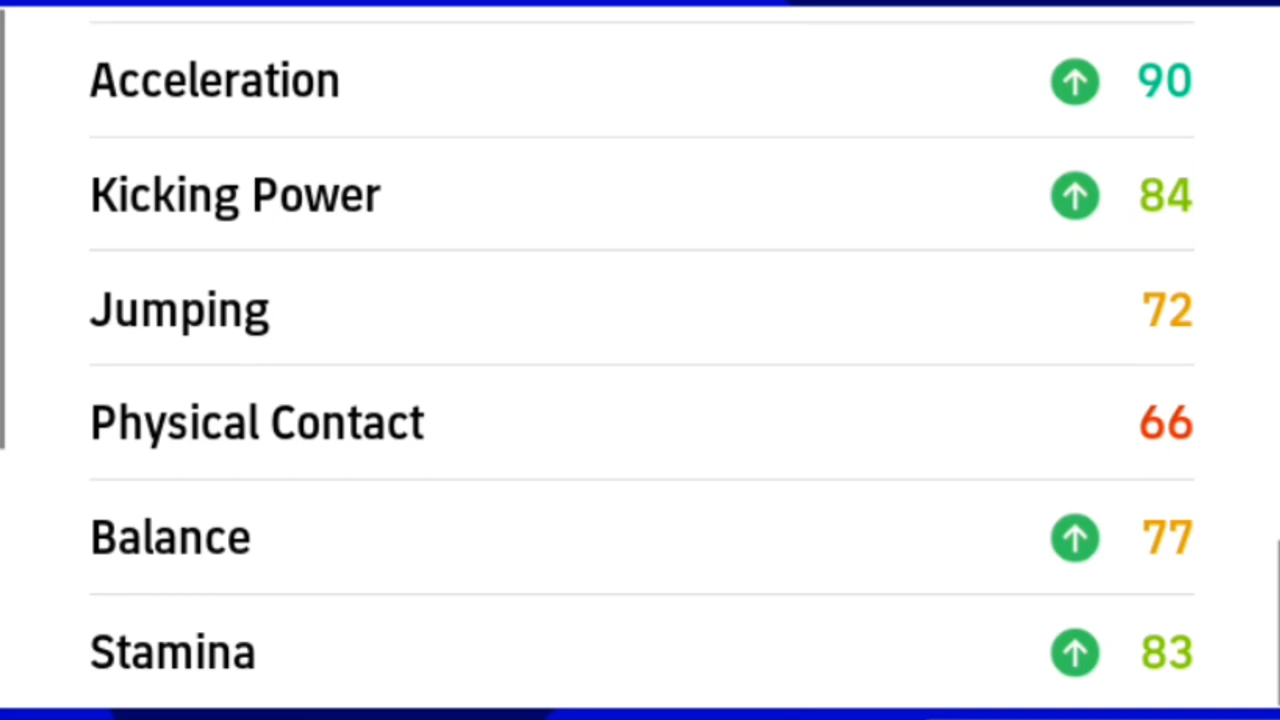 Acceleration 90
Kicking Power 84
Jumping 72
Physical Contact 66
Balance 77
Stamina 83